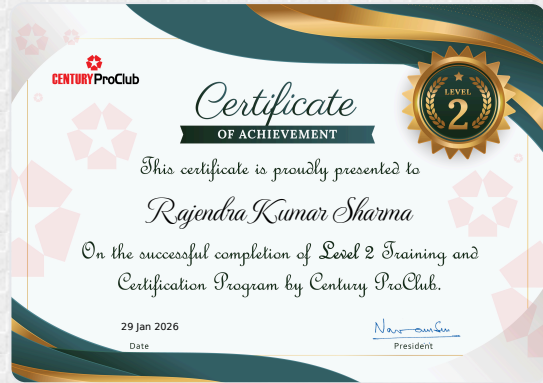 CENTURY ProClub
LEVEL
2
Certificate
OF ACHIEVEMENT
This certificate is proudly presented to
Rajendra Kumar Sharma
On the successful completion of Level 2 Training and
Certification Program by Century ProClub.
29 Jan 2026
Date
President